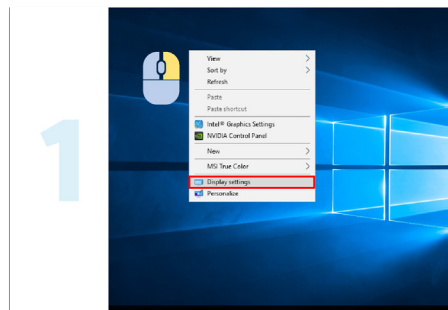 1
View
Sort by
Refresh
Paste
Paste shortcut
Intel® Graphics Settings
NVIDIA Control Panel
New
MSI True Color
Display settings
Personalize